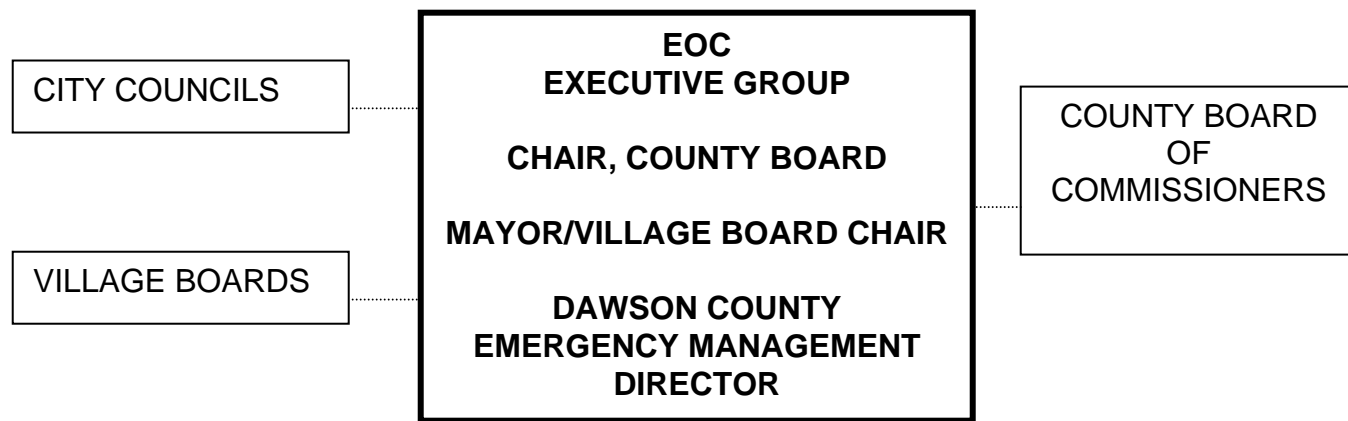 CITY COUNCILS
VILLAGE BOARDS
EOC
EXECUTIVE GROUP
CHAIR, COUNTY BOARD
MAYOR/VILLAGE BOARD CHAIR
DAWSON COUNTY
EMERGENCY MANAGEMENT
DIRECTOR
COUNTY BOARD
OF
COMMISSIONERS